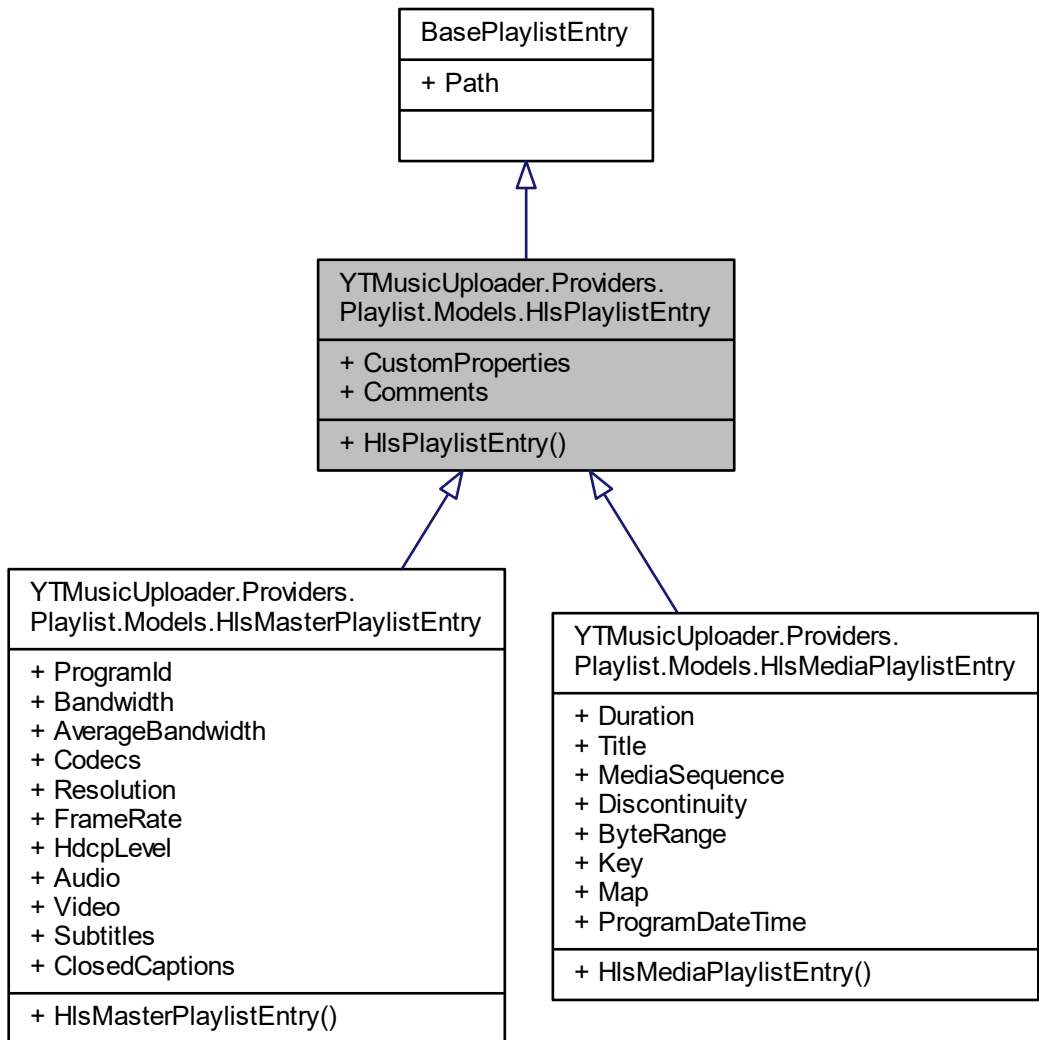 BasePlaylistEntry
+ Path
YTMusicUploader.Providers.
Playlist.Models.HlsPlaylistEntry
+ CustomProperties
+ Comments
+ HlsPlaylistEntry()
YTMusicUploader.Providers.
Playlist.Models.HlsMasterPlaylistEntry
+ ProgramId
+ Bandwidth
+ AverageBandwidth
+ Codecs
+ Resolution
+ FrameRate
+ HdcpLevel
+ Audio
+ Video
+ Subtitles
+ ClosedCaptions
+ HlsMasterPlaylistEntry()
YTMusicUploader.Providers.
Playlist.Models.HlsMediaPlaylistEntry
+ Duration
+ Title
+ MediaSequence
+ Discontinuity
+ ByteRange
+ Key
+ Map
+ ProgramDateTime
+ HlsMediaPlaylistEntry()